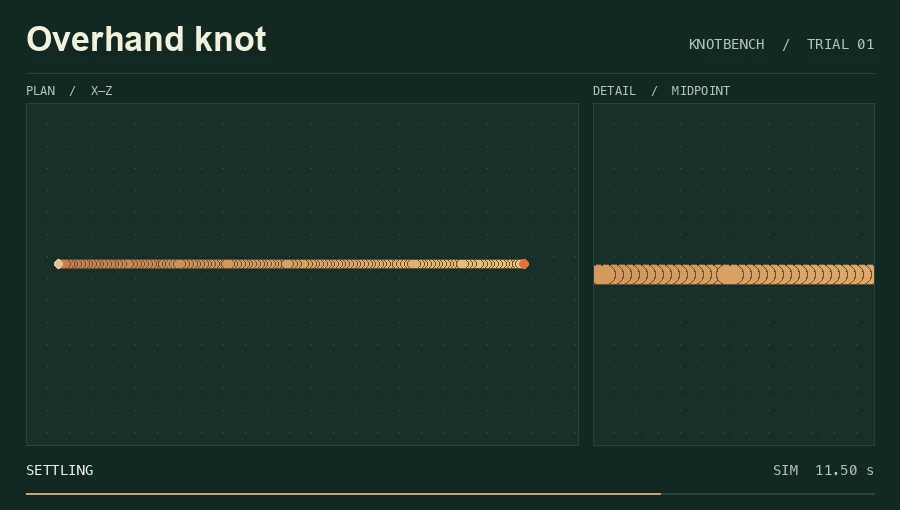 Overhand knot
KNOTBENCH / TRIAL 01
PLAN / X–Z
DETAIL / MIDPOINT
SETTLING
SIM 11.50 s